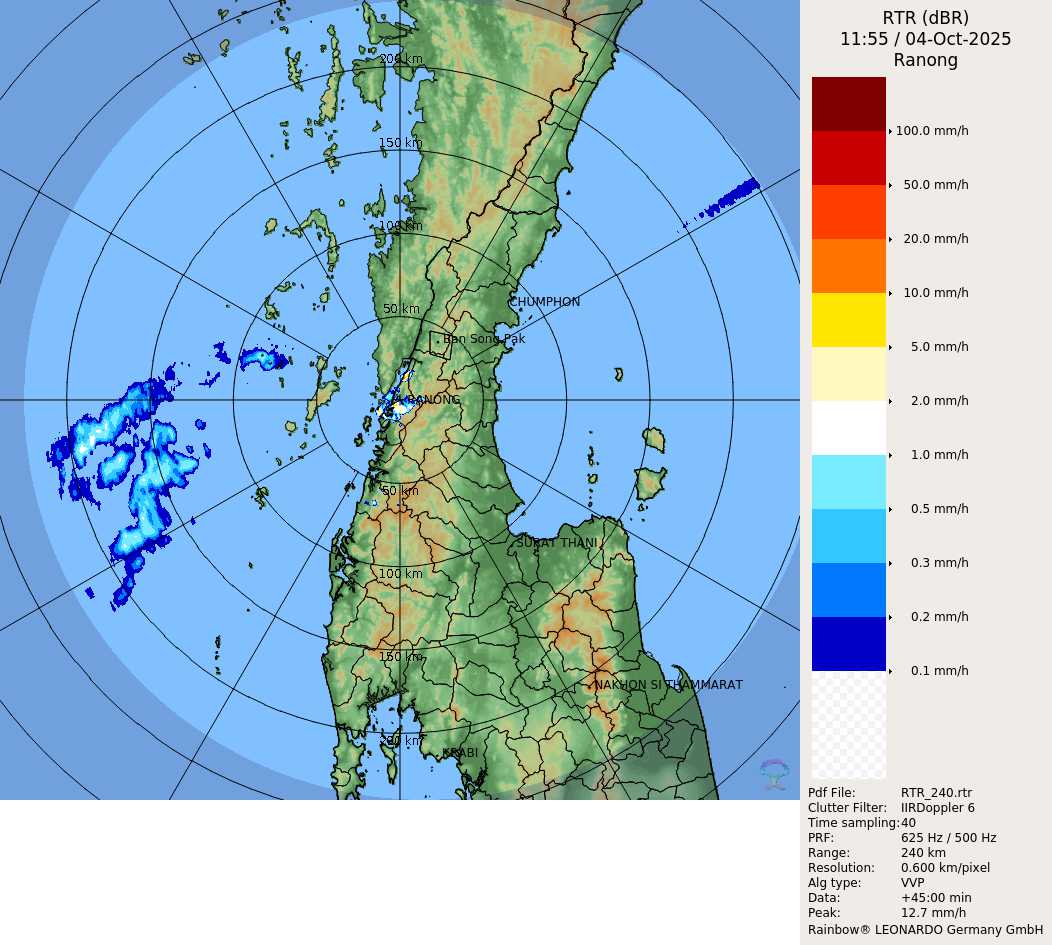 RTR (dBR)
11:55 / 04-Oct-2025
Ranong
200 km
150 km
100 km
50 km
CHUMPHON
Ban Song Pak
RANONG
50 km
SURAT THANI
100 km
150 km
NAKHON SI THAMMARAT
200 km
KRABI
100.0 mm/h
50.0 mm/h
20.0 mm/h
10.0 mm/h
5.0 mm/h
2.0 mm/h
1.0 mm/h
0.5 mm/h
0.3 mm/h
0.2 mm/h
0.1 mm/h
Pdf File: RTR_240.rtr
Clutter Filter: IIRDoppler 6
Time sampling:40
PRF: 625 Hz / 500 Hz
Range: 240 km
Resolution: 0.600 km/pixel
Alg type: VVP
Data: +45:00 min
Peak: 12.7 mm/h
Rainbow® LEONARDO Germany GmbH